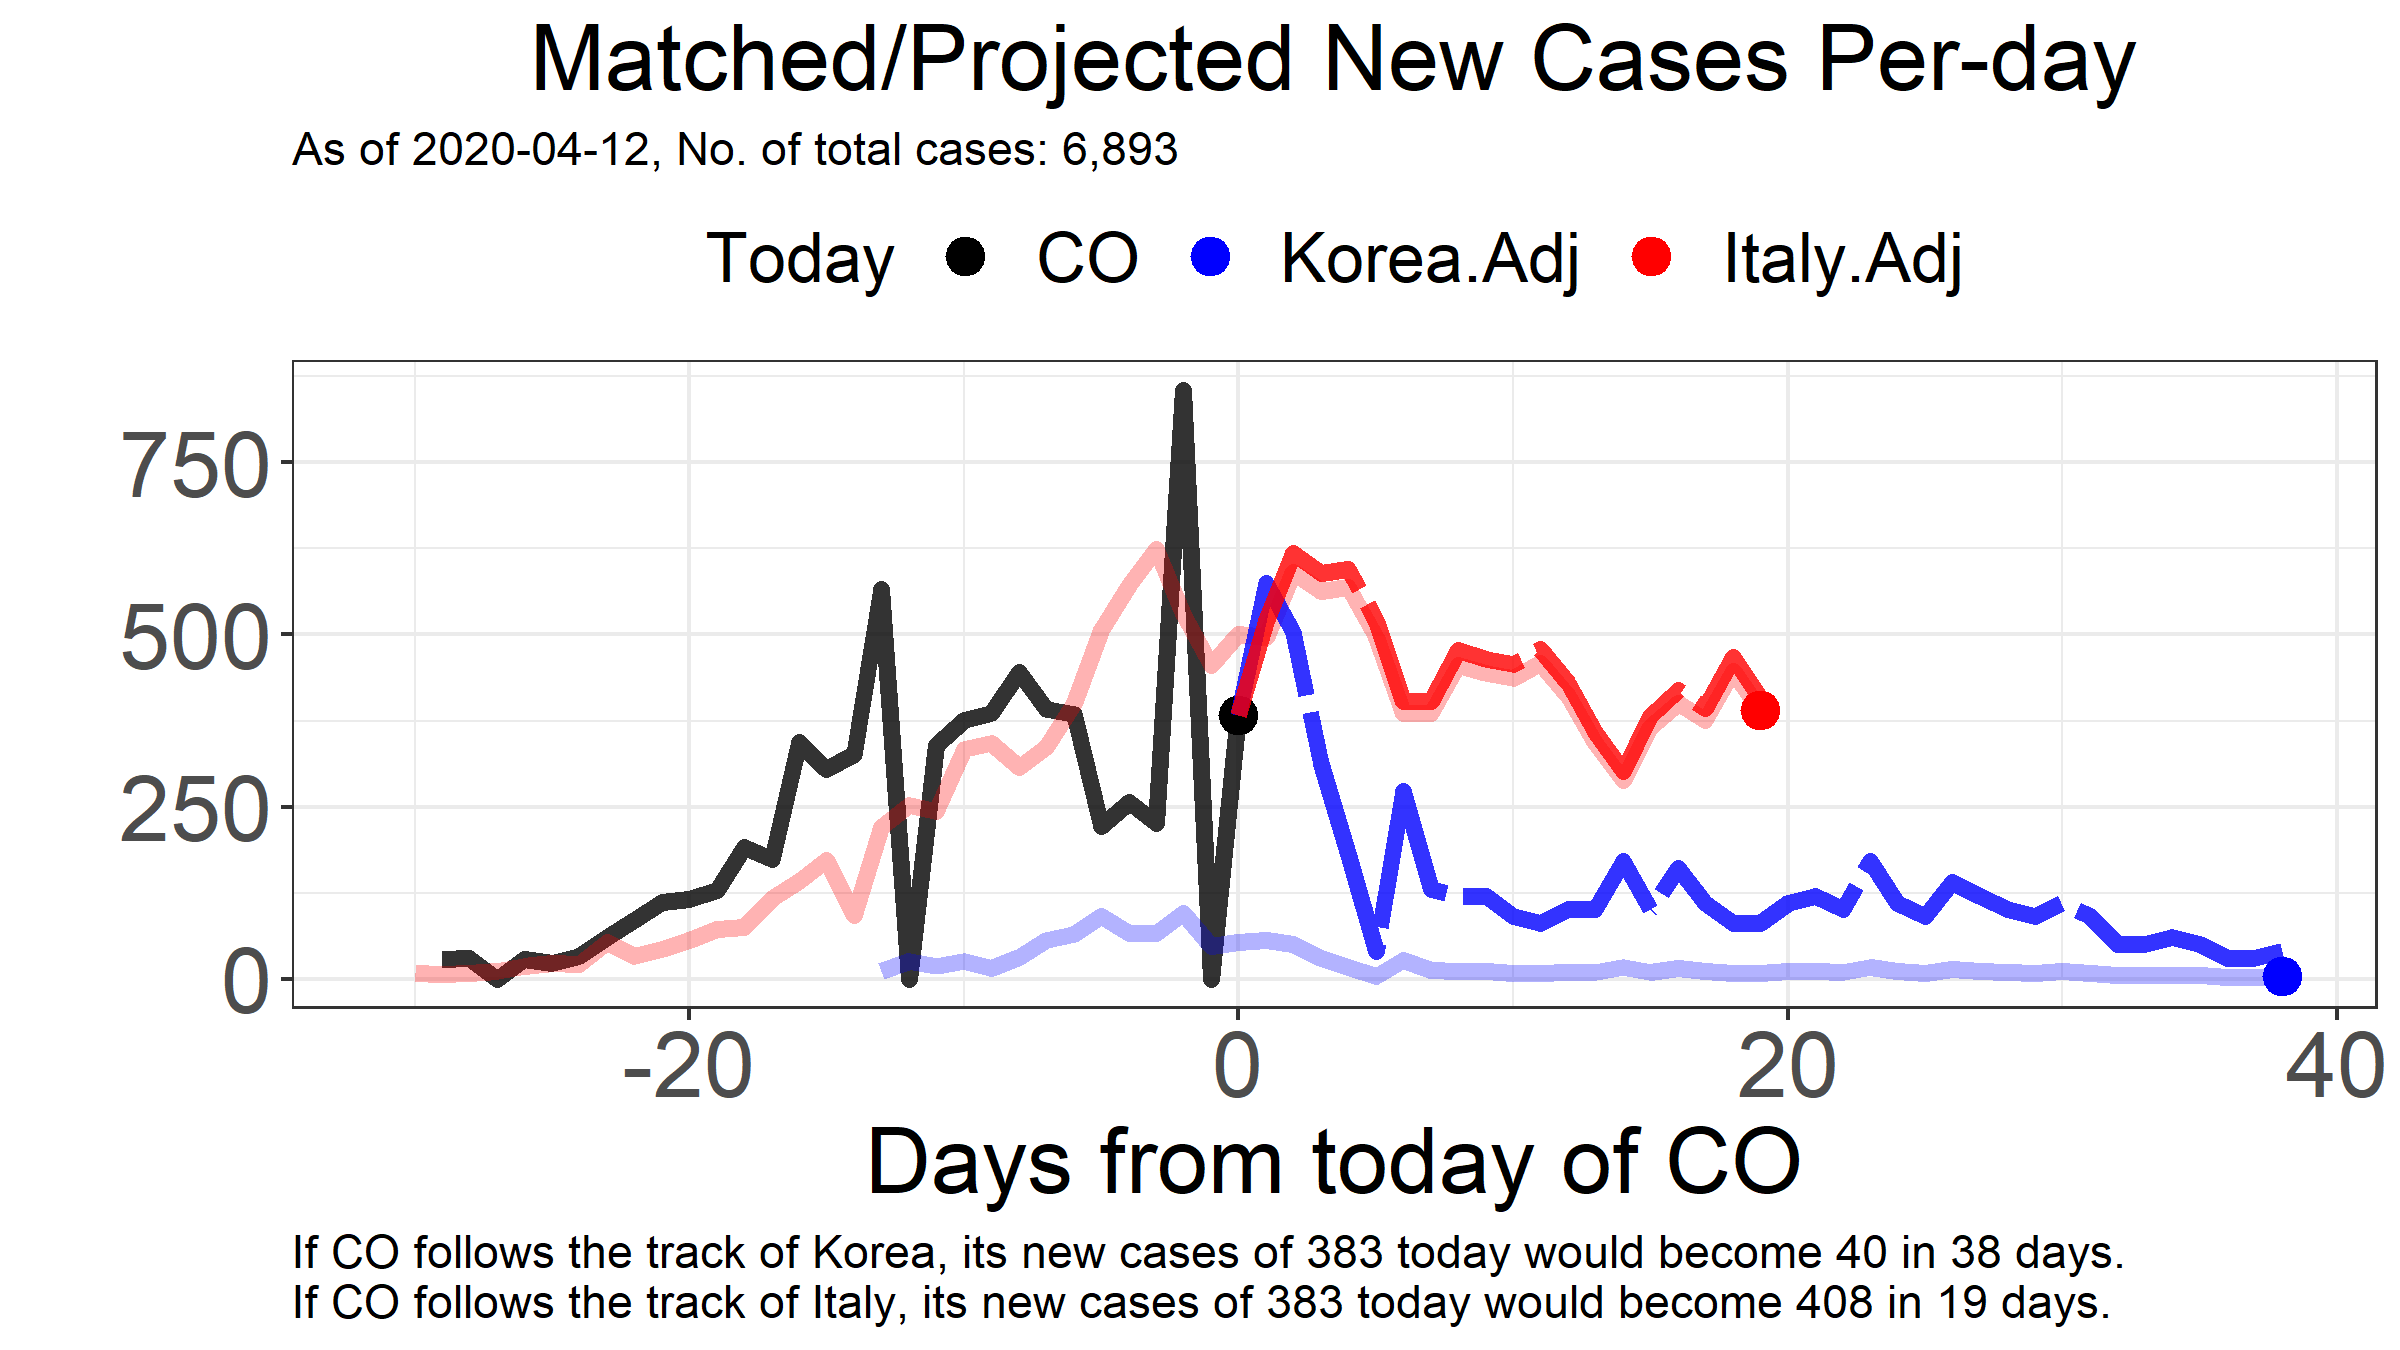 Matched/Projected New Cases Per-day
As of 2020-04-12, No. of total cases: 6,893
Today CO Korea.Adj Italy.Adj
750
500
250
0
-20 0 20 40
Days from today of CO
If CO follows the track of Korea, its new cases of 383 today would become 40 in 38 days.
If CO follows the track of Italy, its new cases of 383 today would become 408 in 19 days.